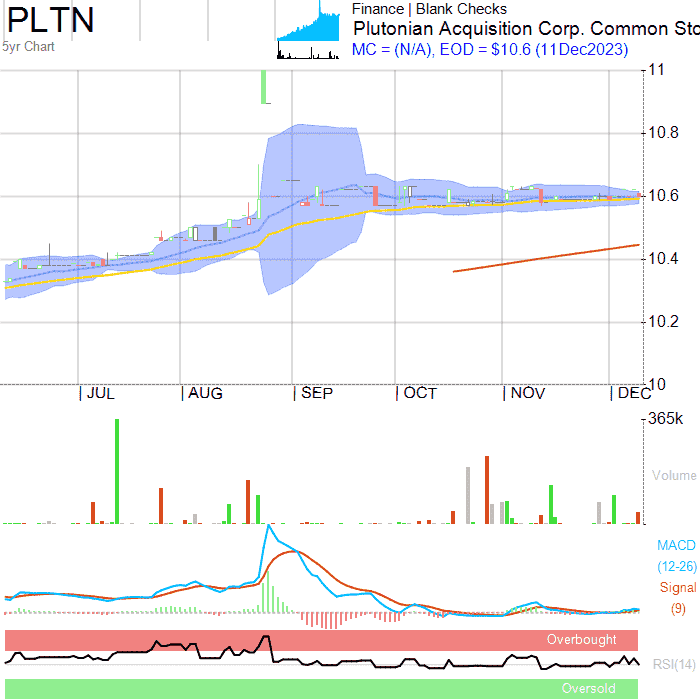 PLTN
5yr Chart
Finance | Blank Checks
Plutonian Acquisition Corp. Common Sto
MC = (N/A), EOD = $10.6 (11Dec2023)
11
10.8
10.6
10.4
10.2
10
JUL AUG SEP OCT NOV DEC
365k
Volume
MACD
(12-26)
Signal
(9)
Overbought
RSI(14)
Oversold